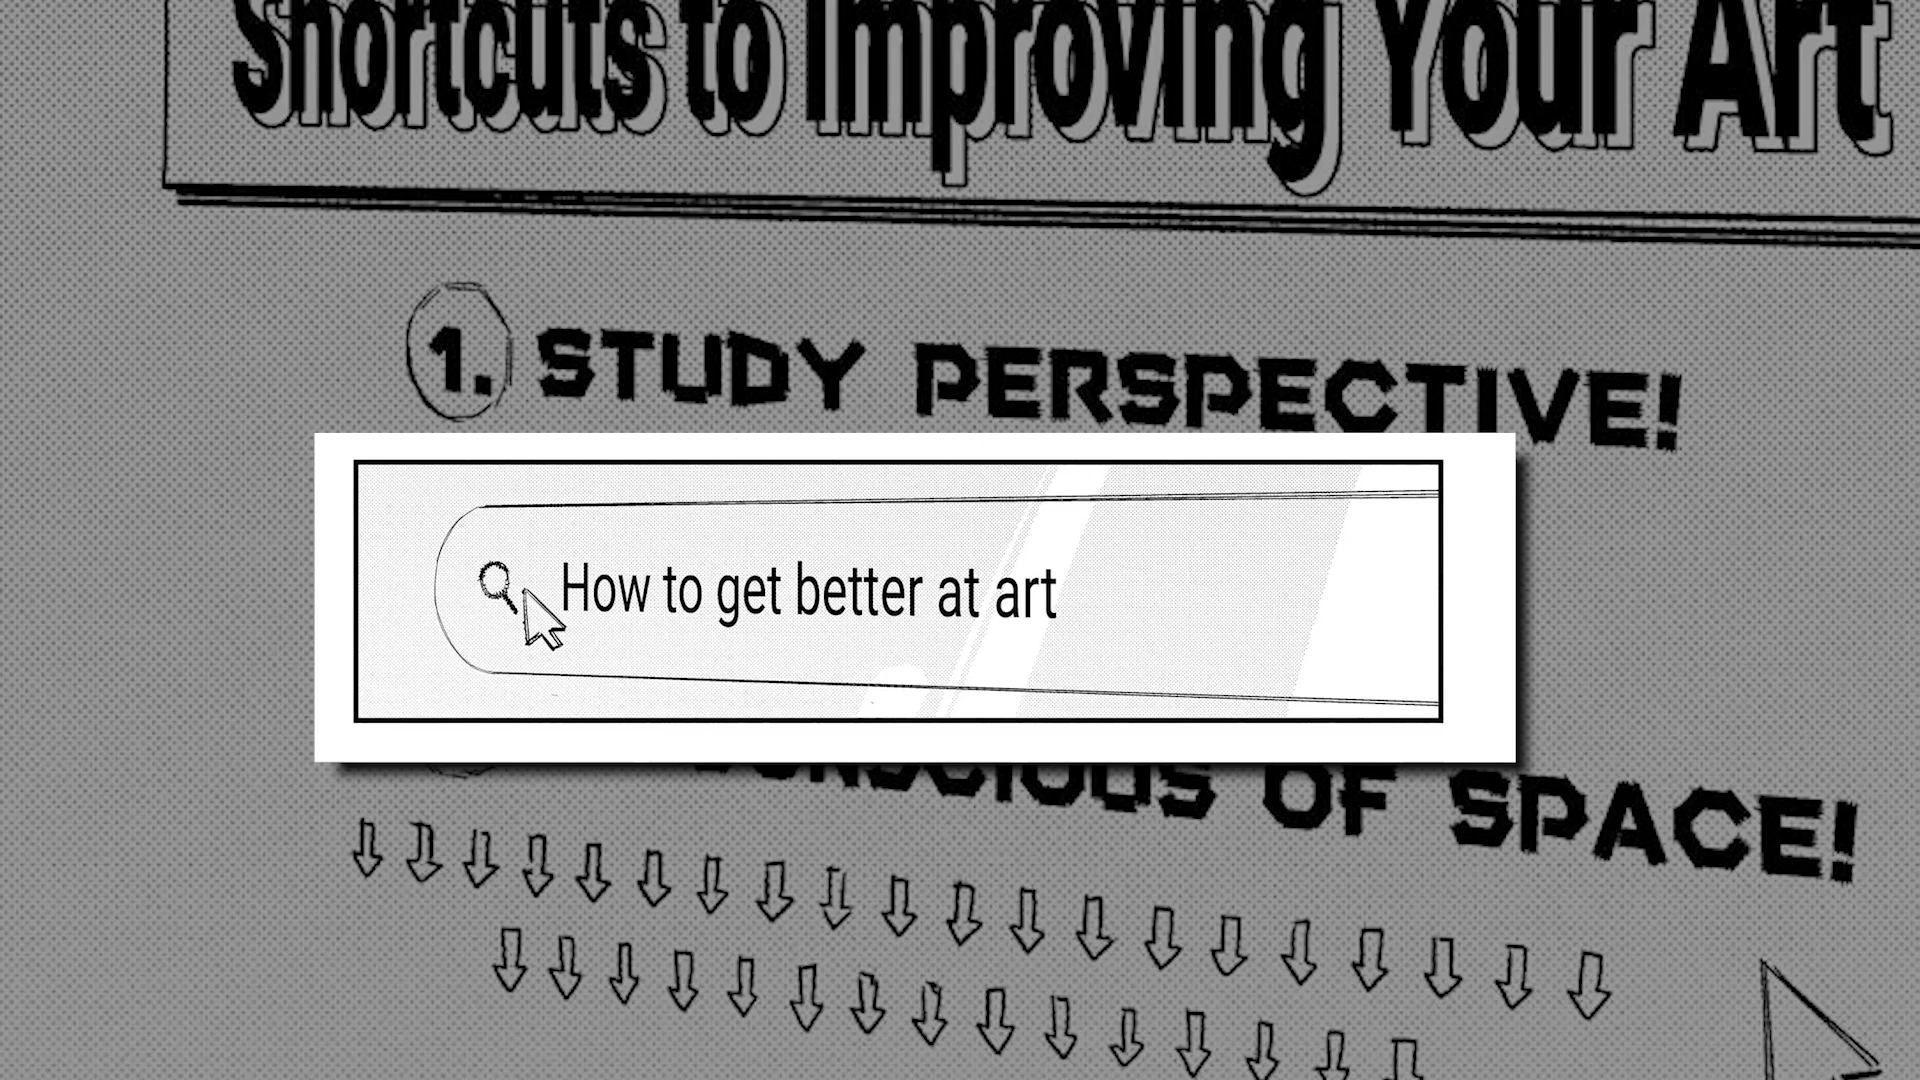 Shortcuts to Improving Your Art
1. STUDY PERSPECTIVE!
How to get better at art
OF SPACE!